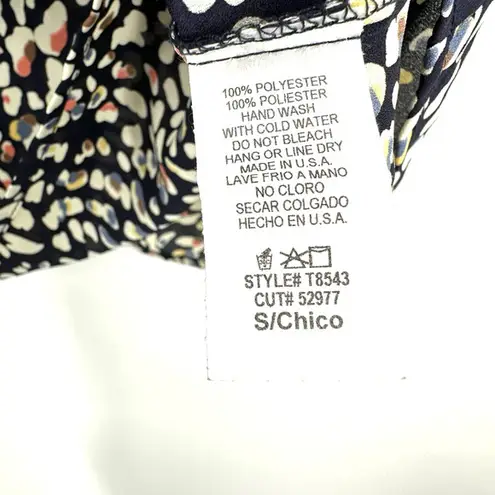 100% POLYESTER
100% POLIESTER
HAND WASH
WITH COLD WATER
DO NOT BLEACH
HANG OR LINE DRY
MADE IN U.S.A.
LAVE FRIO A MANO
NO CLORO
SECAR COLGADO
HECHO EN U.S.A.
STYLE# T8543
CUT# 52977
S/Chico